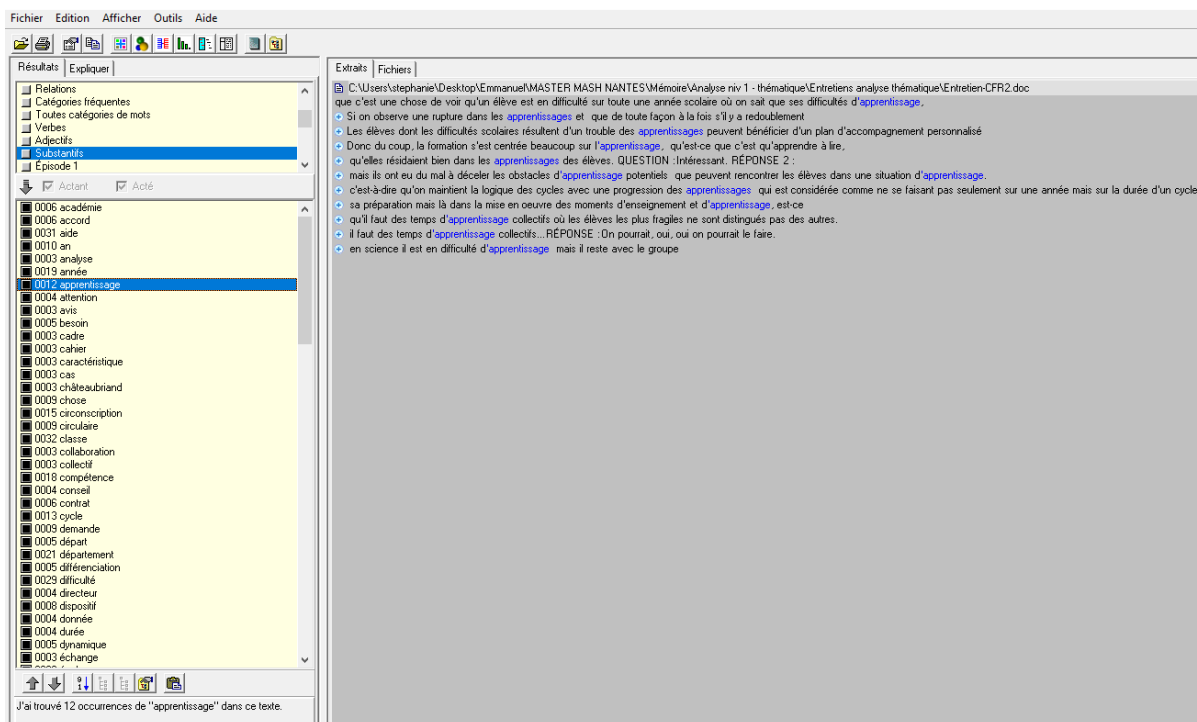 Fichier Edition Afficher Outils Aide
Résultats Expliquer
Relations
Catégories fréquentes
Toutes catégories de mots
Verbes
Adjectifs
Substantifs
Épisode 1
Actant Acté
0006 académie
0006 accord
0031 aide
0010 an
0003 analyse
0019 année
0012 apprentissage
0004 attention
0003 avis
0005 besoin
0003 cadre
0003 cahier
0003 caractéristique
0003 cas
0003 châteaubriand
0009 chose
0015 circonscription
0009 circulaire
0032 classe
0003 collaboration
0003 collectif
0018 compétence
0004 conseil
0006 contrat
0013 cycle
0009 demande
0005 départ
0021 département
0005 différenciation
0029 difficulté
0004 directeur
0008 dispositif
0004 donnée
0004 durée
0005 dynamique
0003 échange
J'ai trouvé 12 occurrences de "apprentissage" dans ce texte.
Extraits Fichiers
C:\Users\stephanie\Desktop\Emmanuel\MASTER MASH NANTES\Mémoire\Analyse niv 1 - thématique\Entretiens analyse thématique\Entretien-CFR2.doc
que c'est une chose de voir qu'un élève est en difficulté sur toute une année scolaire où on sait que ses difficultés d'apprentissage,
Si on observe une rupture dans les apprentissages et que de toute façon à la fois s'il y a redoublement
Les élèves dont les difficultés scolaires résultent d'un trouble des apprentissages peuvent bénéficier d'un plan d'accompagnement personnalisé
Donc du coup, la formation s'est centrée beaucoup sur l'apprentissage, qu'est-ce que c'est qu'apprendre à lire,
qu'elles résidaient bien dans les apprentissages des élèves. QUESTION :Intéressant. RÉPONSE 2 :
mais ils ont eu du mal à déceler les obstacles d'apprentissage potentiels que peuvent rencontrer les élèves dans une situation d'apprentissage.
c'est-à-dire qu'on maintient la logique des cycles avec une progression des apprentissages qui est considérée comme ne se faisant pas seulement sur une année mais sur la durée d'un cycle
sa préparation mais là dans la mise en oeuvre des moments d'enseignement et d'apprentissage, est-ce
qu'il faut des temps d'apprentissage collectifs où les élèves les plus fragiles ne sont distingués pas des autres.
il faut des temps d'apprentissage collectifs...RÉPONSE :On pourrait, oui, oui on pourrait le faire.
en science il est en difficulté d'apprentissage mais il reste avec le groupe